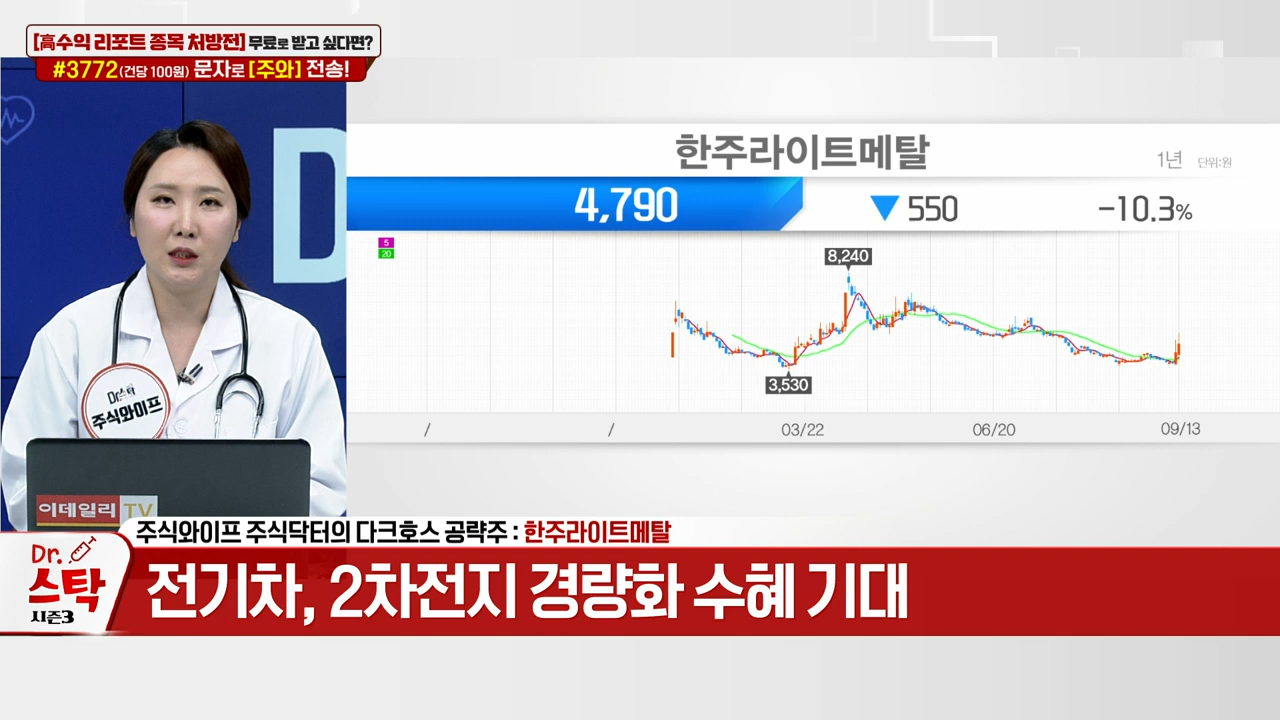 [高수익 리포트 종목 처방전] 무료로 받고 싶다면?
#3772(건당 100원) 문자로 [주와] 전송!
D
한주라이트메탈
1년 단위:원
4,790 ▼ 550 -10.3%
5
20
8,240
3,530
/ / 03/22 06/20 09/13
Dr.스탁
주식와이프
이데일리 TV
주식와이프 주식닥터의 다크호스 공략주 : 한주라이트메탈
Dr.
스탁
시즌3
전기차, 2차전지 경량화 수혜 기대